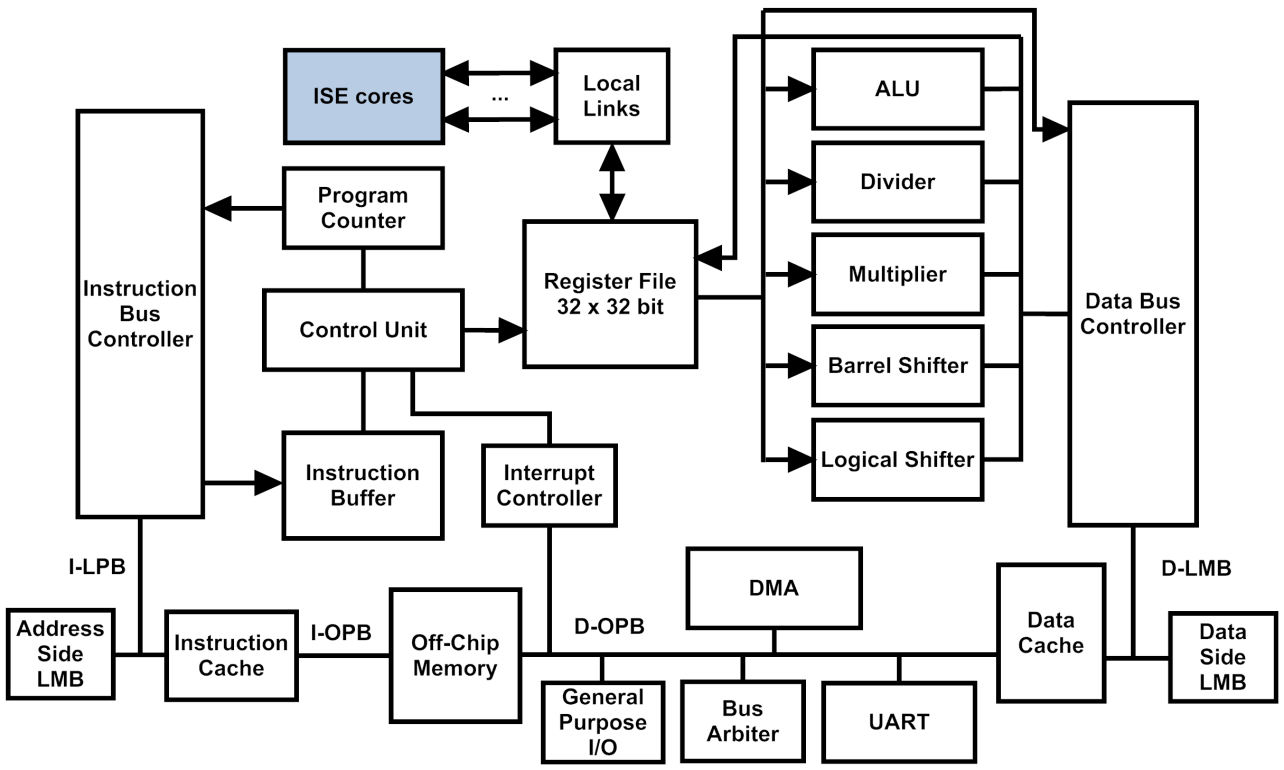 ISE cores
...
Local
Links
ALU
Program
Counter
Divider
Instruction
Bus
Controller
Control Unit
Register File
32 x 32 bit
Multiplier
Data Bus
Controller
Barrel Shifter
Instruction
Buffer
Interrupt
Controller
Logical Shifter
I-LPB
DMA
D-LMB
Address
Side
LMB
Instruction
Cache
I-OPB
Off-Chip
Memory
D-OPB
Data
Cache
Data
Side
LMB
General
Purpose
I/O
Bus
Arbiter
UART